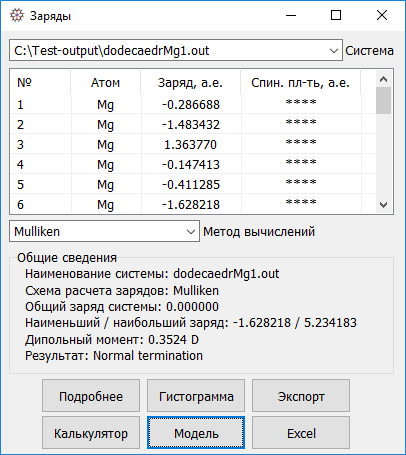 Заряды
C:\Test-output\dodecaedrMg1.out Система
№ Атом Заряд, а.е. Спин. пл-ть, а.е.
1 Mg -0.286688 ****
2 Mg -1.483432 ****
3 Mg 1.363770 ****
4 Mg -0.147413 ****
5 Mg -0.411285 ****
6 Mg -1.628218 ****
Mulliken Метод вычислений
Общие сведения
Наименование системы: dodecaedrMg1.out
Схема расчета зарядов: Mulliken
Общий заряд системы: 0.000000
Наименьший / наибольший заряд: -1.628218 / 5.234183
Дипольный момент: 0.3524 D
Результат: Normal termination
Подробнее Гистограмма Экспорт
Калькулятор Модель Excel